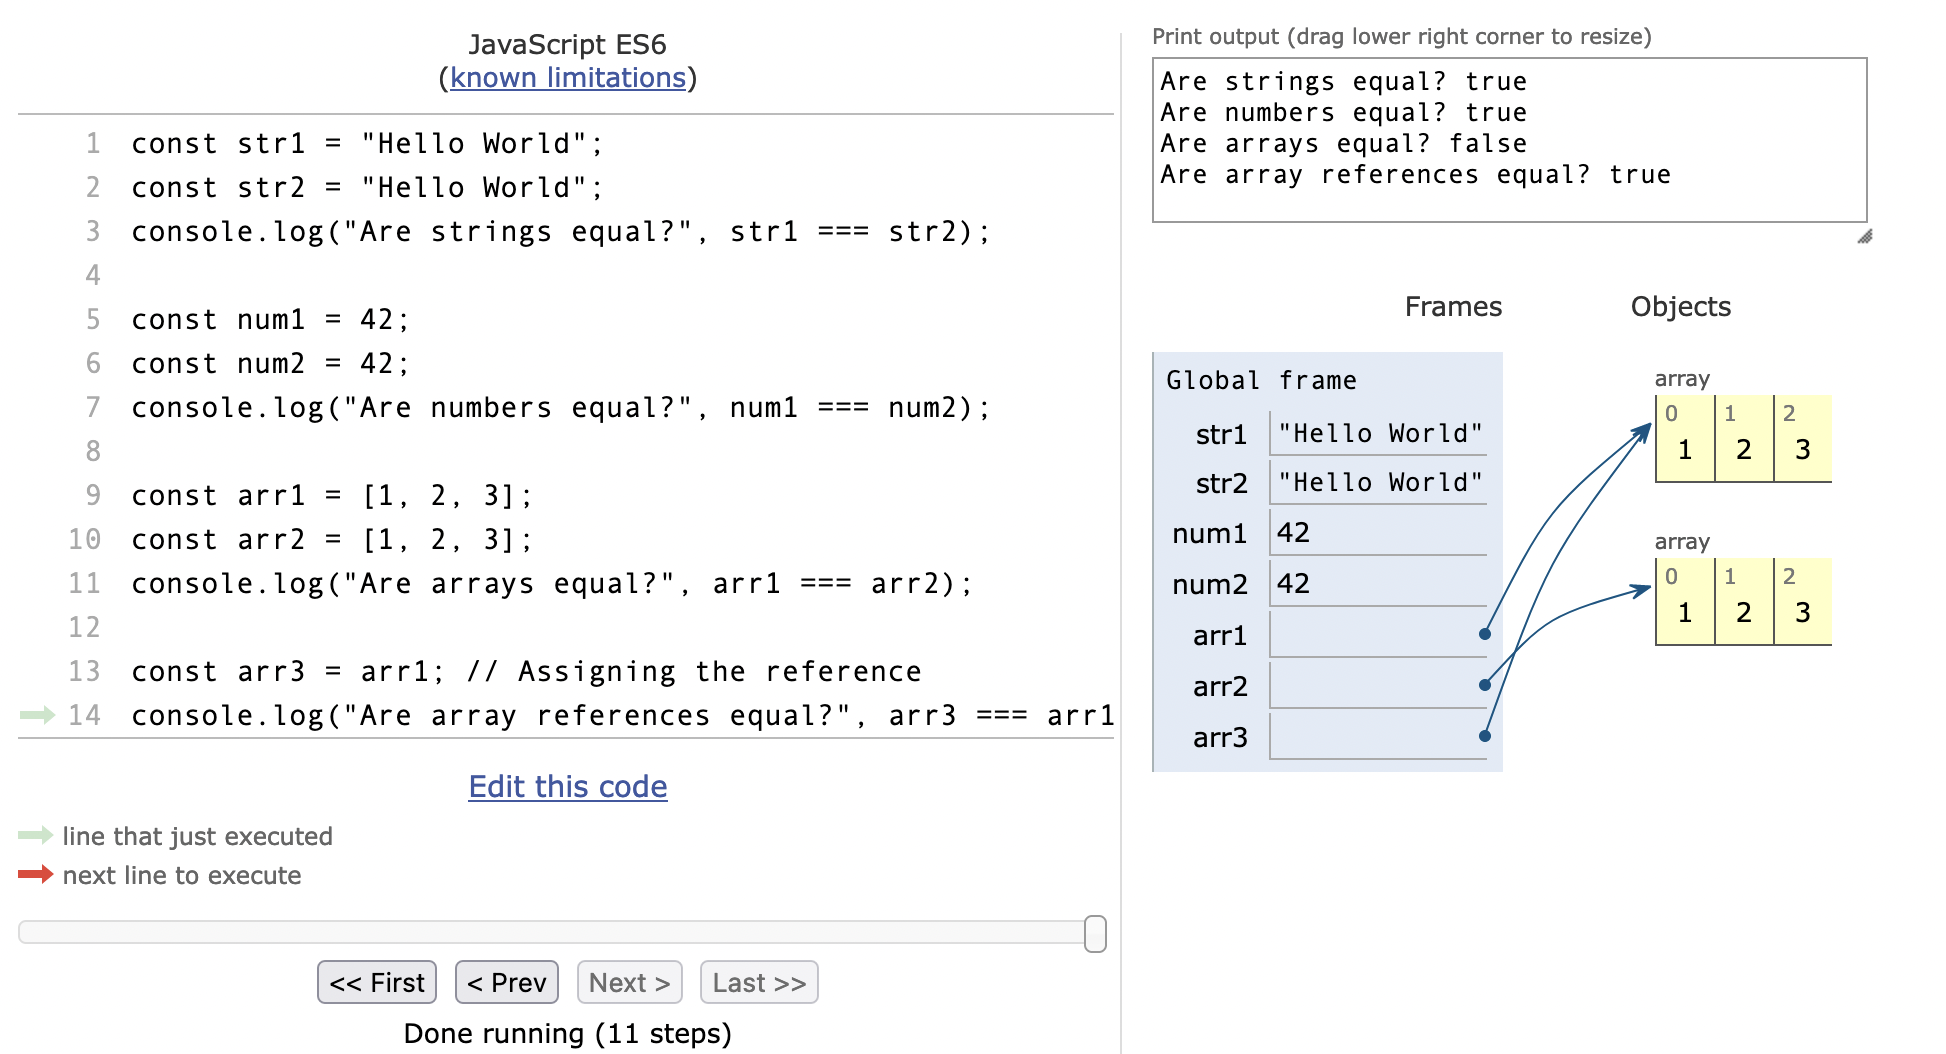 JavaScript ES6
(known limitations)
1 const str1 = "Hello World";
2 const str2 = "Hello World";
3 console.log("Are strings equal?", str1 === str2);
4
5 const num1 = 42;
6 const num2 = 42;
7 console.log("Are numbers equal?", num1 === num2);
8
9 const arr1 = [1, 2, 3];
10 const arr2 = [1, 2, 3];
11 console.log("Are arrays equal?", arr1 === arr2);
12
13 const arr3 = arr1; // Assigning the reference
14 console.log("Are array references equal?", arr3 === arr1
Edit this code
line that just executed
next line to execute
<< First < Prev Next > Last >>
Done running (11 steps)
Print output (drag lower right corner to resize)
Are strings equal? true
Are numbers equal? true
Are arrays equal? false
Are array references equal? true
Frames Objects
Global frame
str1 "Hello World"
str2 "Hello World"
num1 42
num2 42
arr1
arr2
arr3
array
0 1 2
1 2 3
array
0 1 2
1 2 3